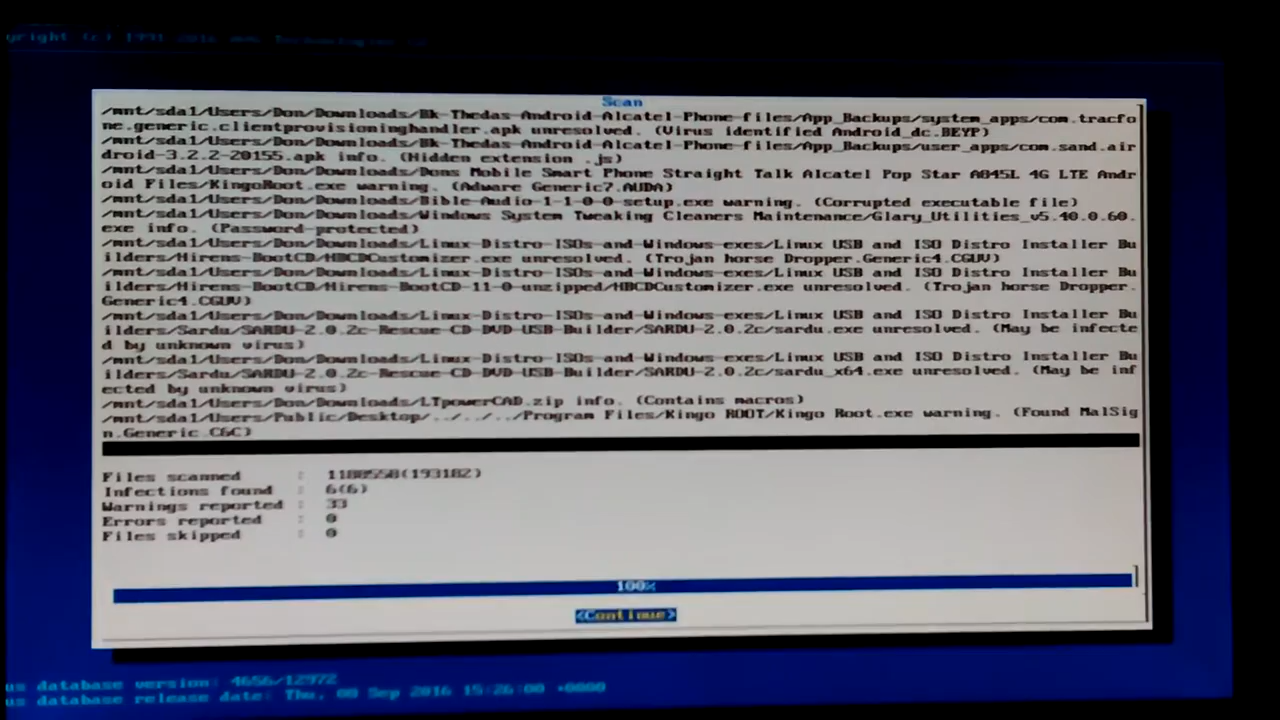 yright (c) 1991 2016
Scan
/mnt/sda1/Users/Don/Downloads/Bk-Thedas-Android-Alcatel-Phone-files/App_Backups/system_apps/com.tracfo
ne.generic.clientprovisioninghandler.apk unresolved. (Virus identified Android_dc.BEYP)
/mnt/sda1/Users/Don/Downloads/Bk-Thedas-Android-Alcatel-Phone-files/App_Backups/user_apps/com.sand.air
droid-3.2.2-20155.apk info. (Hidden extension .js)
/mnt/sda1/Users/Don/Downloads/Dons Mobile Smart Phone Straight Talk Alcatel Pop Star A845L 4G LTE Andr
oid Files/KingoRoot.exe warning. (Adware Generic7.AUDA)
/mnt/sda1/Users/Don/Downloads/Bible-Audio-1-1-0-0-setup.exe warning. (Corrupted executable file)
/mnt/sda1/Users/Don/Downloads/Windows System Tweaking Cleaners Maintenance/Glary_Utilities_v5.40.0.60.
exe info. (Password-protected)
/mnt/sda1/Users/Don/Downloads/Linux-Distro-ISOs-and-Windows-exes/Linux USB and ISO Distro Installer Bu
ilders/Hirens-BootCD/HBCDCustomizer.exe unresolved. (Trojan horse Dropper.Generic4.CGUV)
/mnt/sda1/Users/Don/Downloads/Linux-Distro-ISOs-and-Windows-exes/Linux USB and ISO Distro Installer Bu
ilders/Hirens-BootCD/Hirens-BootCD-11-0-unzipped/HBCDCustomizer.exe unresolved. (Trojan horse Dropper.
Generic4.CGUV)
/mnt/sda1/Users/Don/Downloads/Linux-Distro-ISOs-and-Windows-exes/Linux USB and ISO Distro Installer Bu
ilders/Sardu/SARDU-2.0.2c-Rescue-CD-DVD-USB-Builder/SARDU-2.0.2c/sardu.exe unresolved. (May be infecte
d by unknown virus)
/mnt/sda1/Users/Don/Downloads/Linux-Distro-ISOs-and-Windows-exes/Linux USB and ISO Distro Installer Bu
ilders/Sardu/SARDU-2.0.2c-Rescue-CD-DVD-USB-Builder/SARDU-2.0.2c/sardu_x64.exe unresolved. (May be inf
ected by unknown virus)
/mnt/sda1/Users/Don/Downloads/LTpowerCAD.zip info. (Contains macros)
/mnt/sda1/Users/Public/Desktop/../../../Program Files/Kingo ROOT/Kingo Root.exe warning. (Found MalSig
n.Generic.C6C)
Files scanned : 1180558(193182)
Infections found : 6(6)
Warnings reported : 33
Errors reported : 0
Files skipped : 0
100%
<Continue>
us database version: 4656/12972
us database release date: Thu, 08 Sep 2016 15:26:00 +0000